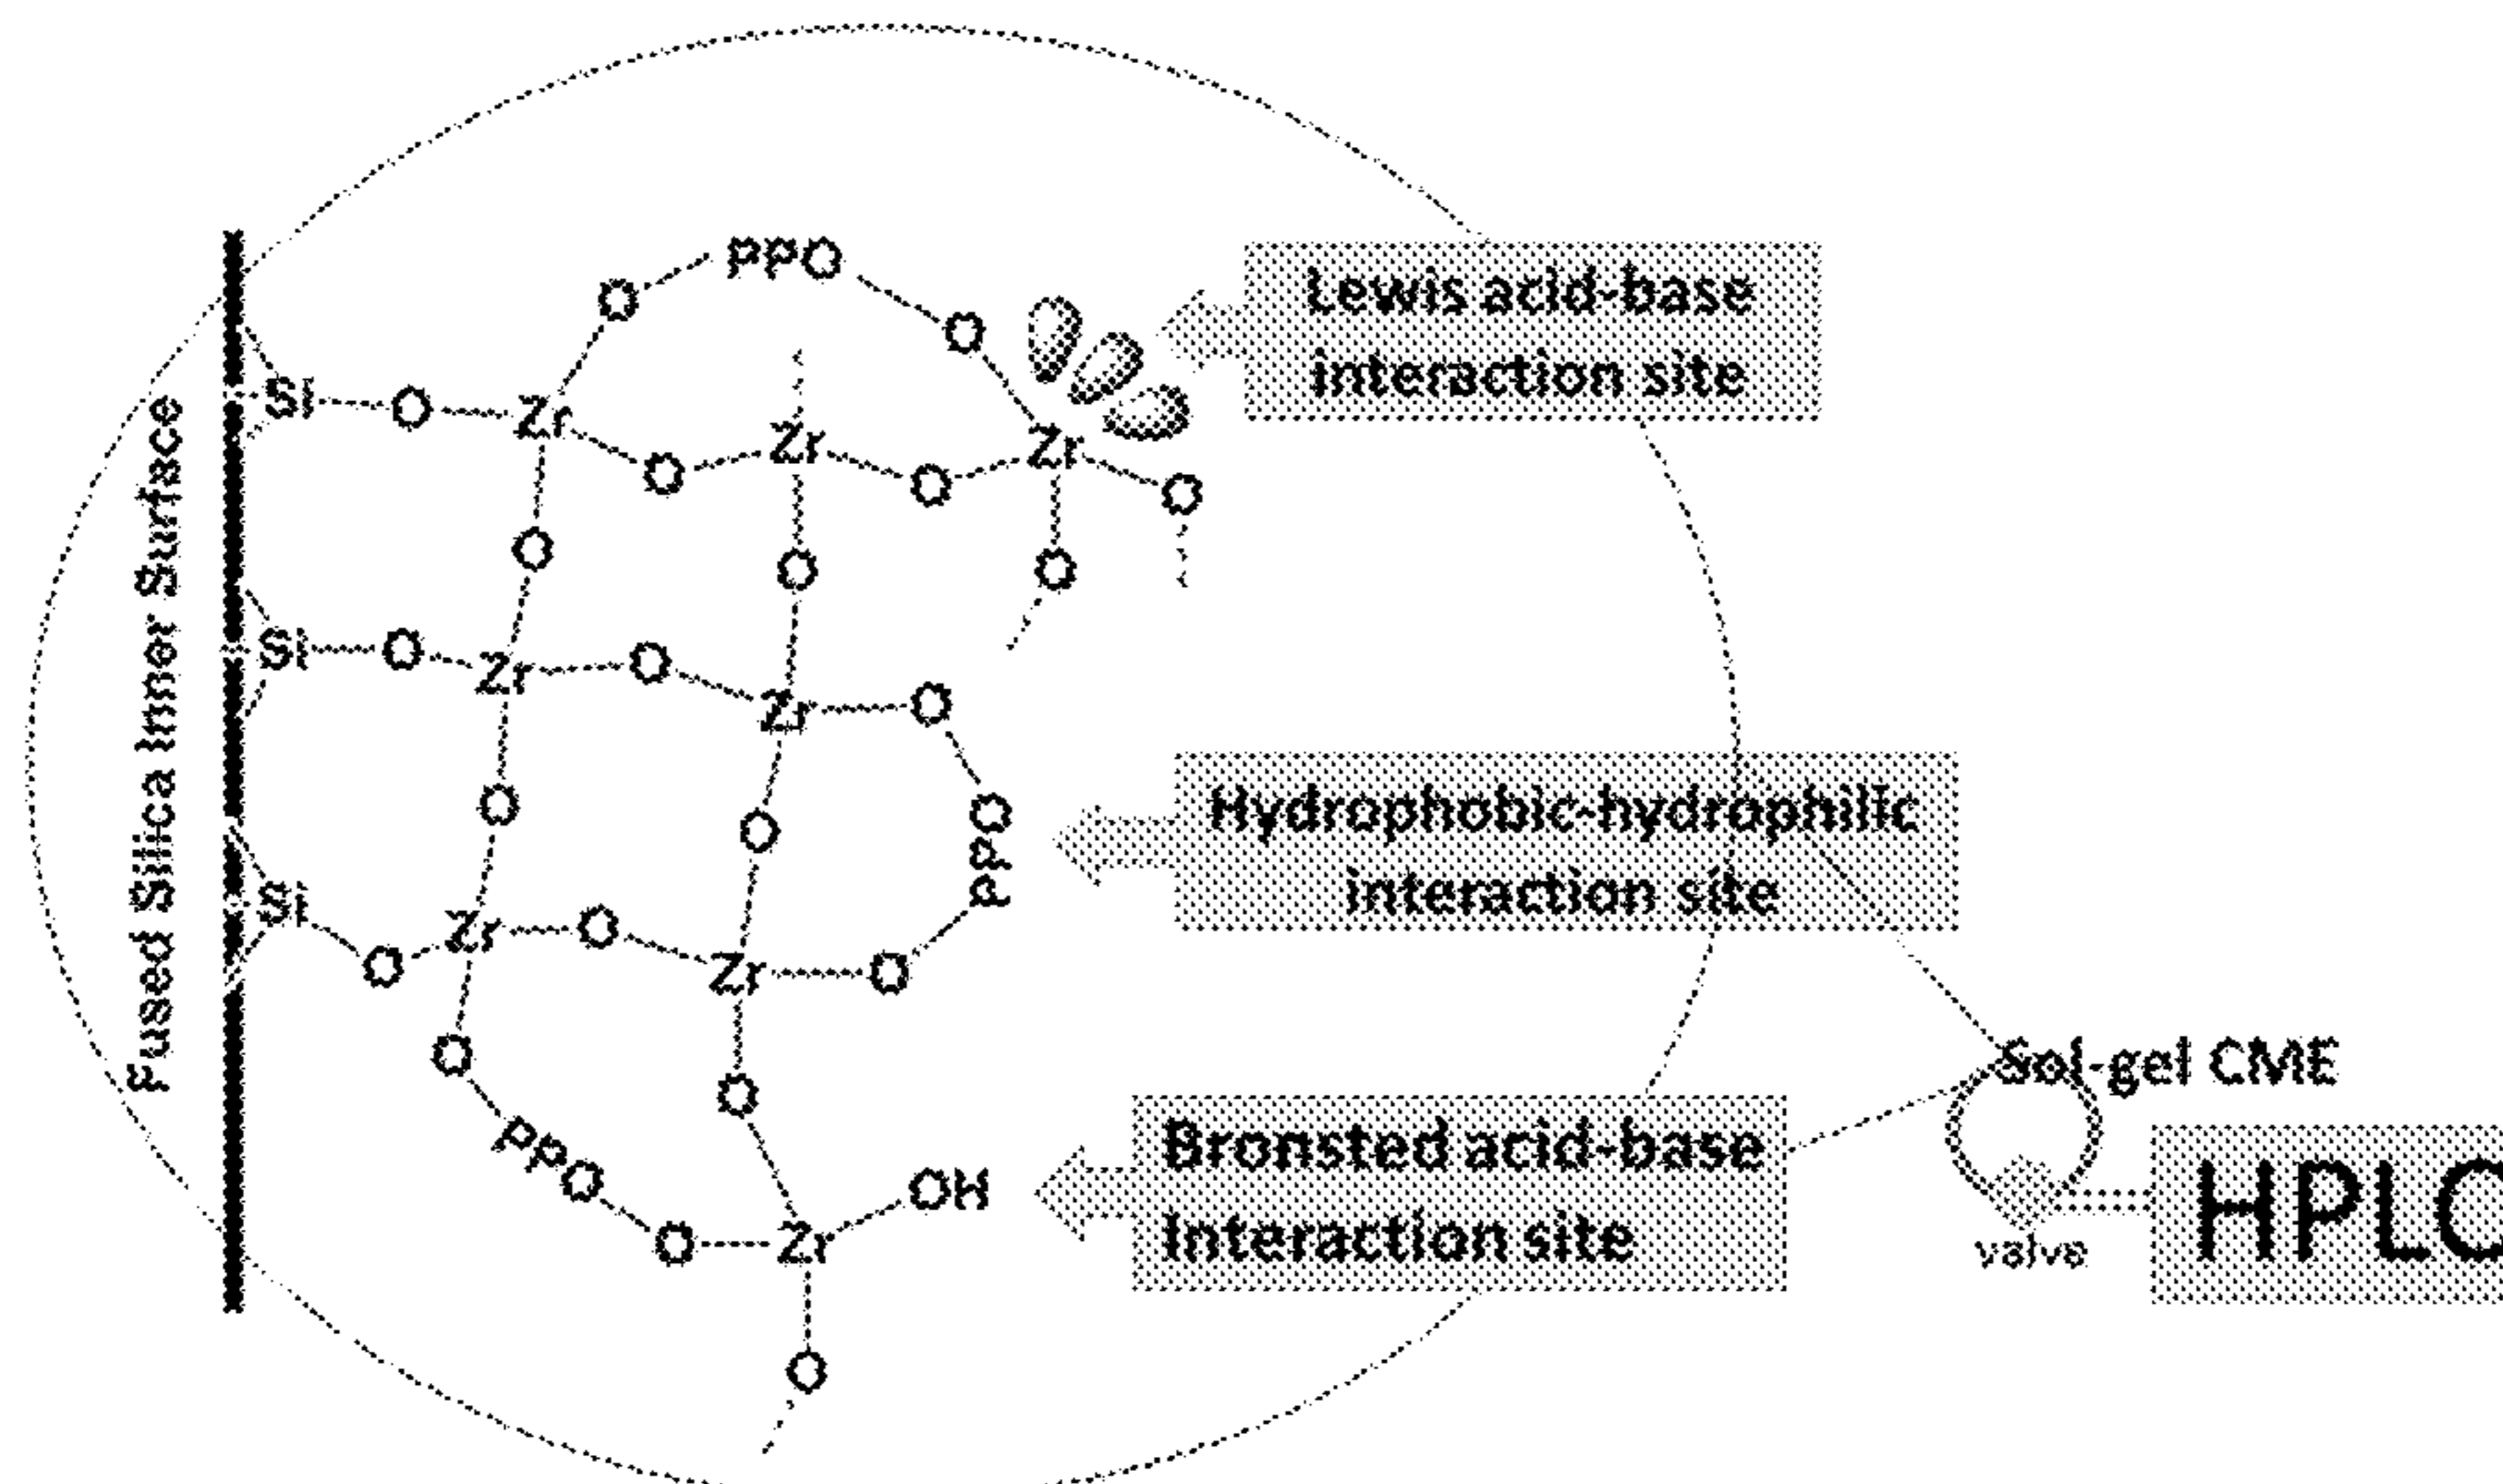 PPO
Lewis acid-base
interaction site
O
O
Si
O
Zr
Zr
Zr
O
O
O
O
O
O
Fused Silica Inner Surface
Si
O
Zr
O
Zr
O
O
O
PPO
Hydrophobic-hydrophilic
interaction site
Si
O
Zr
O
Zr
O
O
O
PPO
O
Zr
OH
Bronsted acid-base
Interaction site
O
Sol-gel CME
valve
HPLC